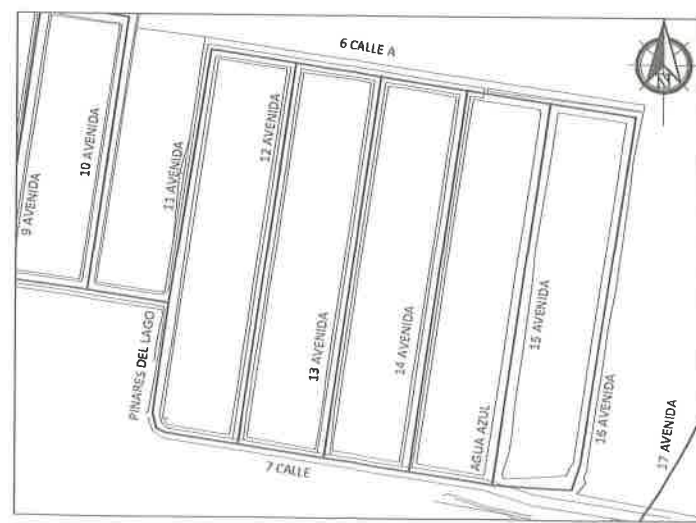 6 CALLE A
N
9 AVENIDA
10 AVENIDA
11 AVENIDA
12 AVENIDA
13 AVENIDA
14 AVENIDA
15 AVENIDA
16 AVENIDA
17 AVENIDA
PINARES DEL LAGO
AGUA AZUL
7 CALLE